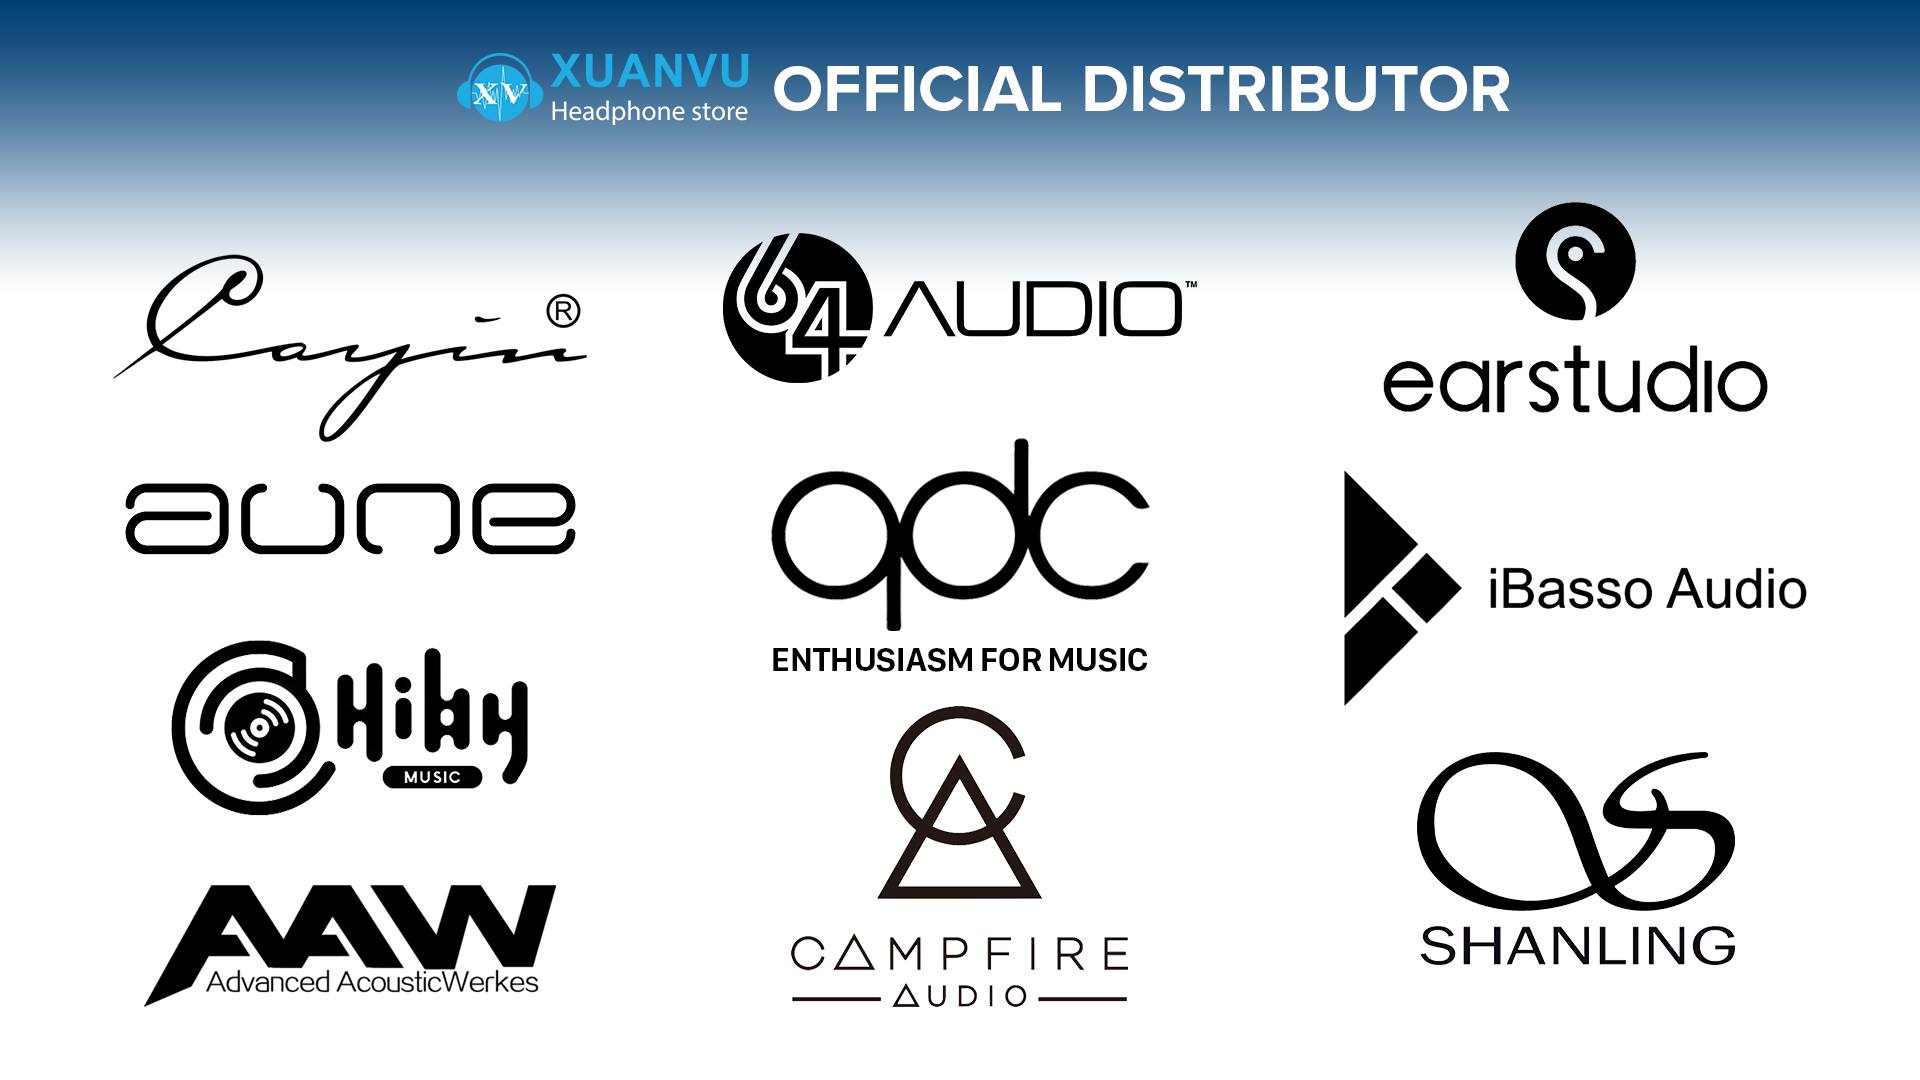 XV
XUANVU
Headphone store
OFFICIAL DISTRIBUTOR
Cayin®
64 AUDIO™
earstudio
aune
qdc
ENTHUSIASM FOR MUSIC
iBasso Audio
HiBy
MUSIC
CAMPFIRE
AUDIO
SHANLING
AAW
Advanced AcousticWerkes